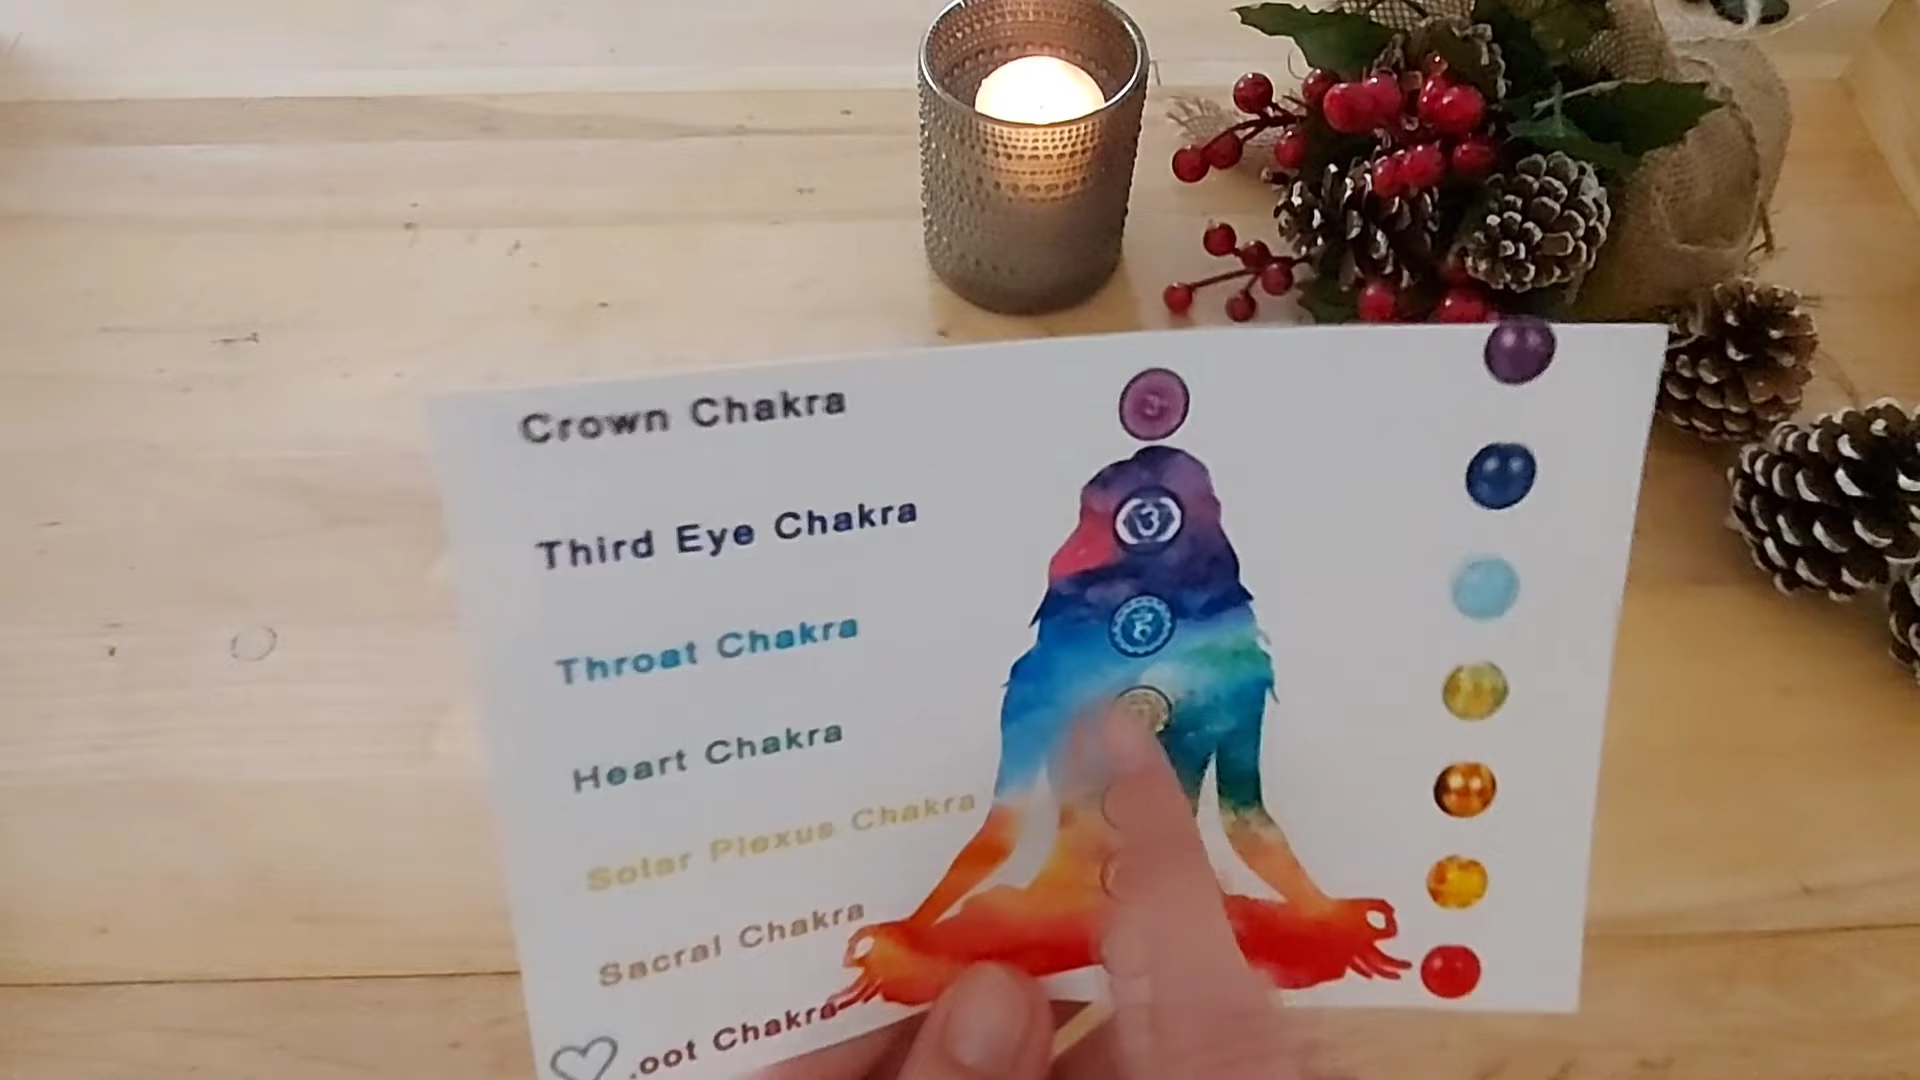 Crown Chakra
Third Eye Chakra
Throat Chakra
Heart Chakra
Solar Plexus Chakra
Sacral Chakra
oot Chakra